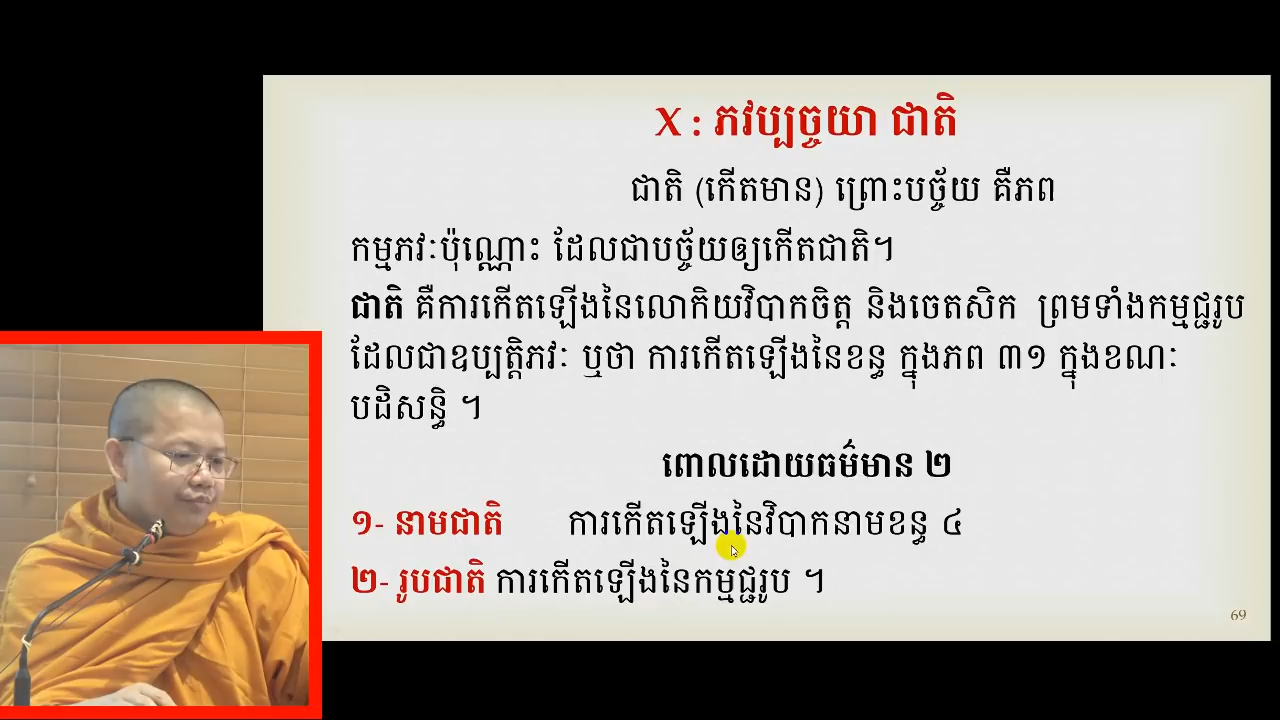 X : ភវប្បច្ចយា ជាតិ
ជាតិ (កើតមាន) ព្រោះបច្ច័យ គឺភព
កម្មភវៈប៉ុណ្ណោះ ដែលជាបច្ច័យឲ្យកើតជាតិ។
ជាតិ គឺការកើតឡើងនៃលោកិយវិបាកចិត្ត និងចេតសិក ព្រមទាំងកម្មជ្ជរូប
ដែលជាឧប្បត្តិភវៈ ឬថា ការកើតឡើងនៃខន្ធ ក្នុងភព ៣១ ក្នុងខណៈ
បដិសន្ធិ ។
ពោលដោយធម៌មាន ២
១- នាមជាតិ ការកើតឡើងនៃវិបាកនាមខន្ធ ៤
២- រូបជាតិ ការកើតឡើងនៃកម្មជ្ជរូប ។
69